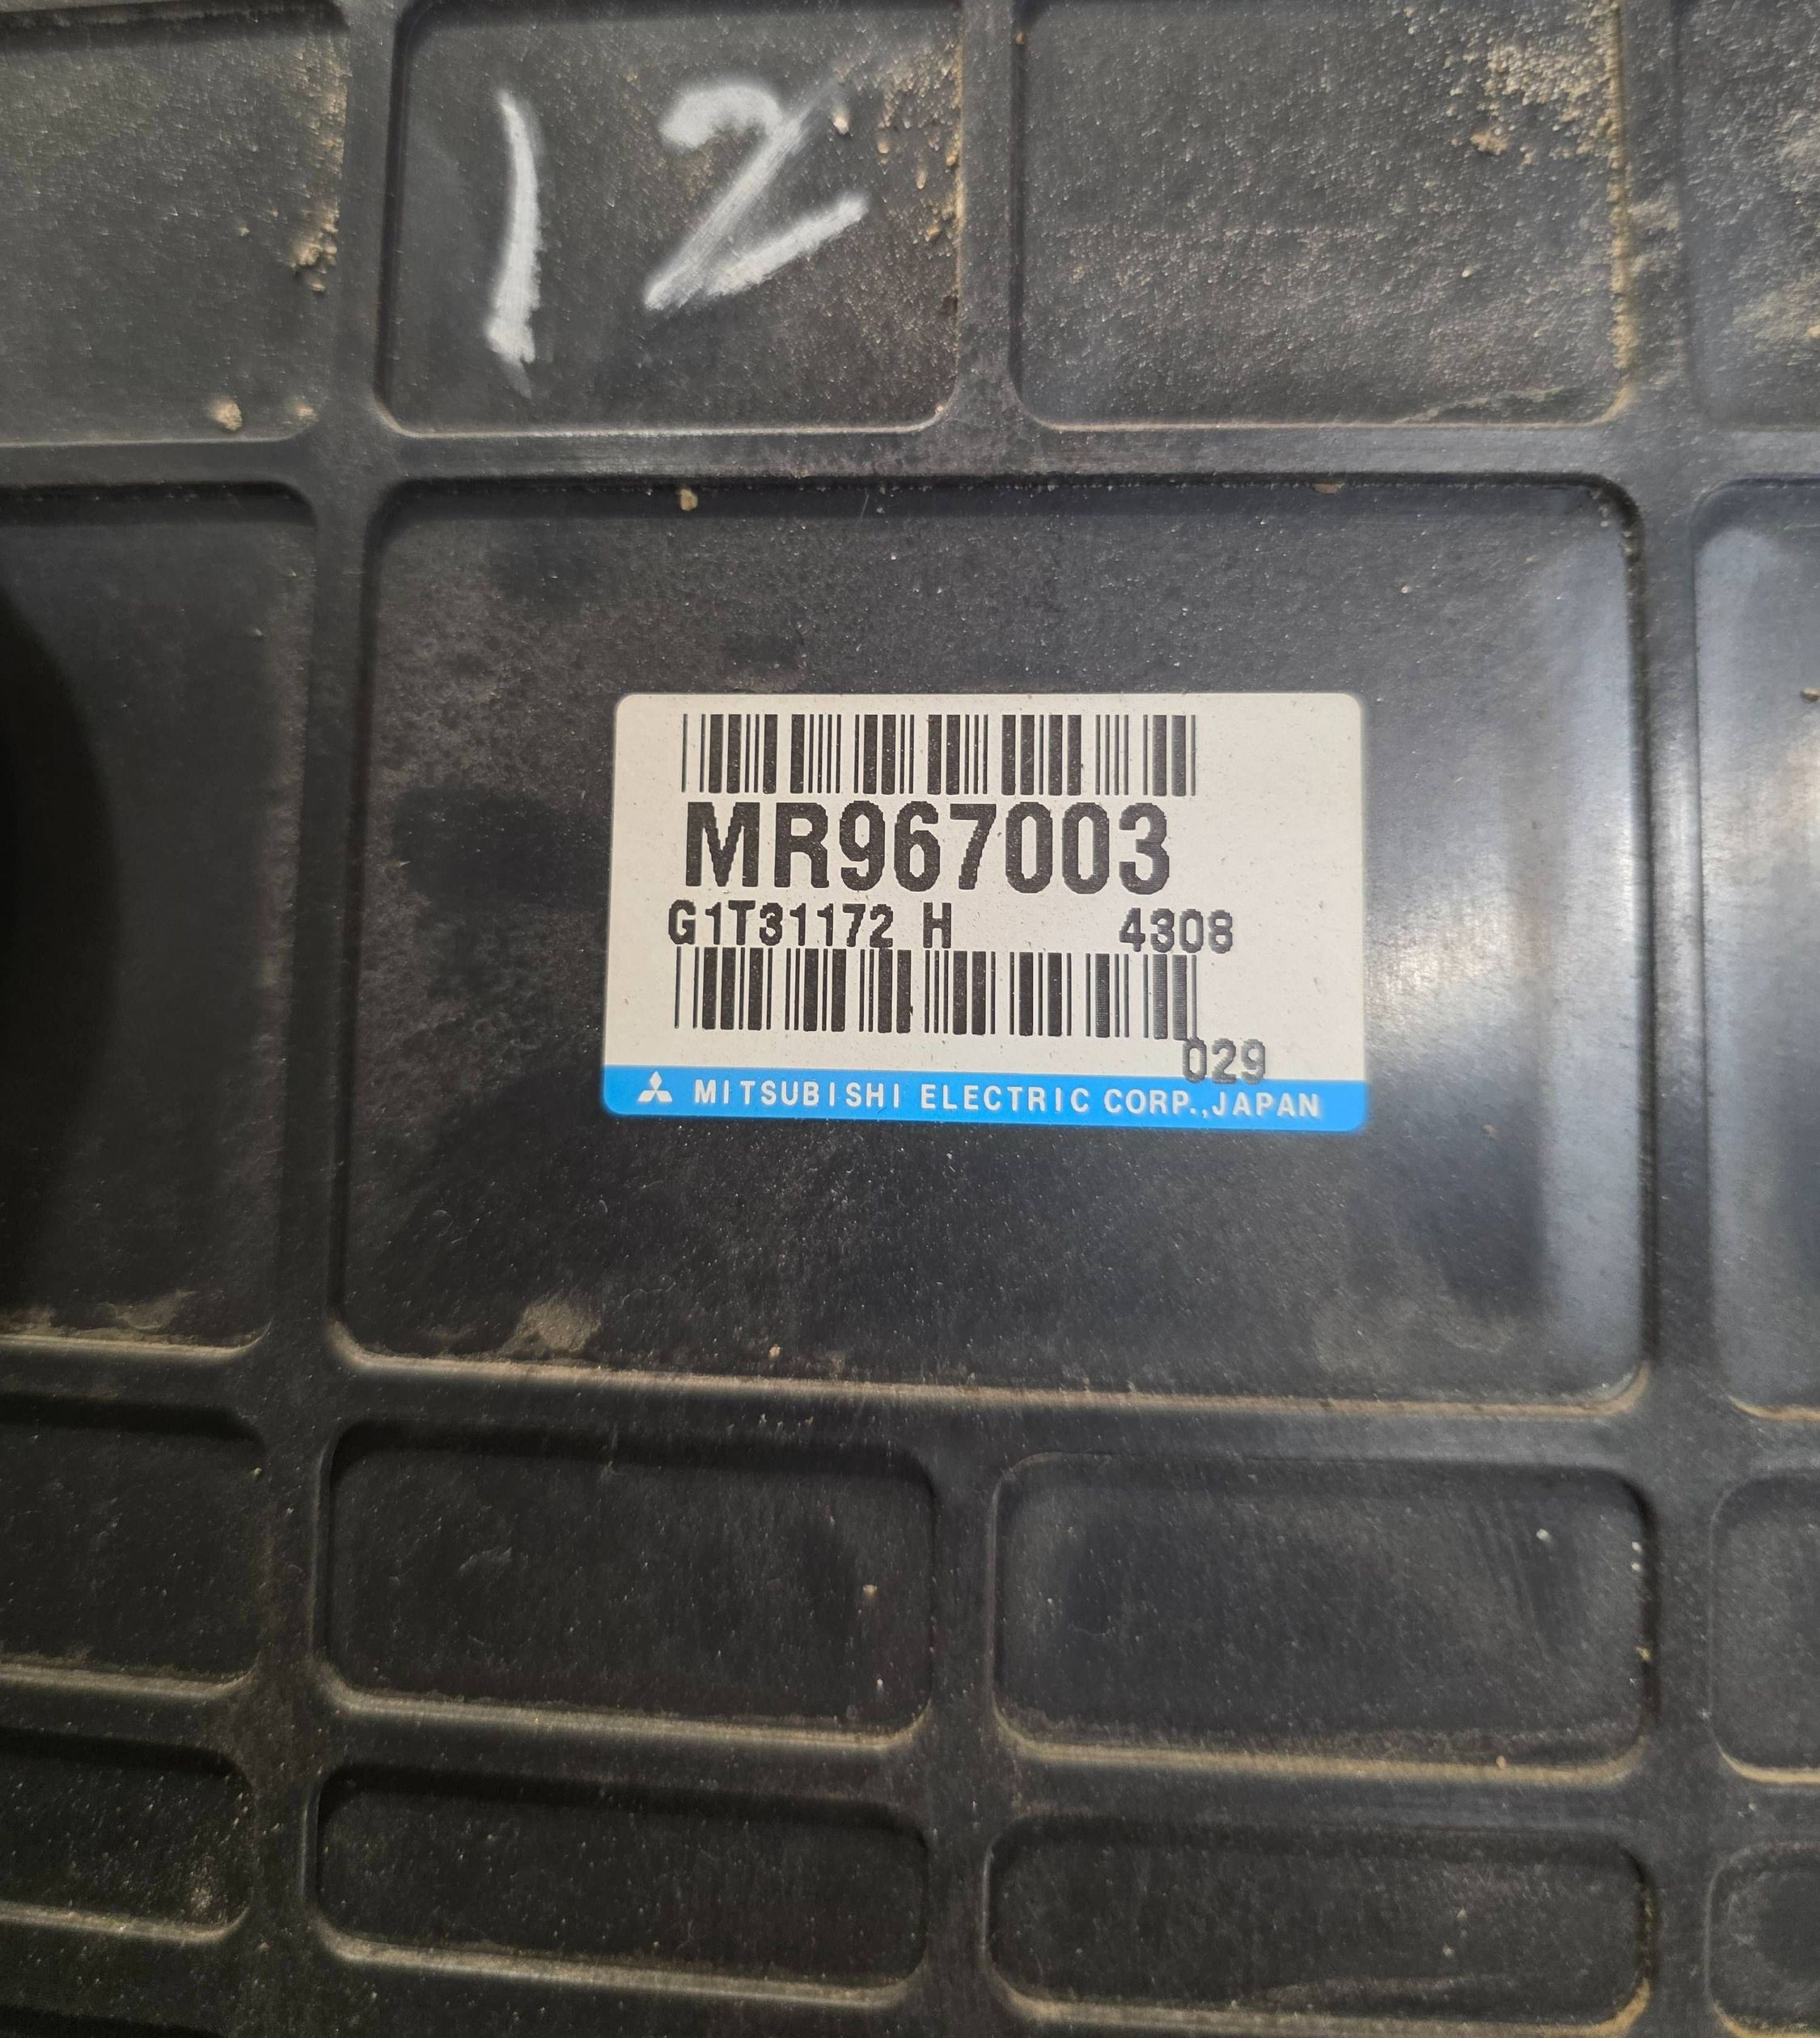 12
MR967003
G1T31172 H 4308
029
MITSUBISHI ELECTRIC CORP.,JAPAN